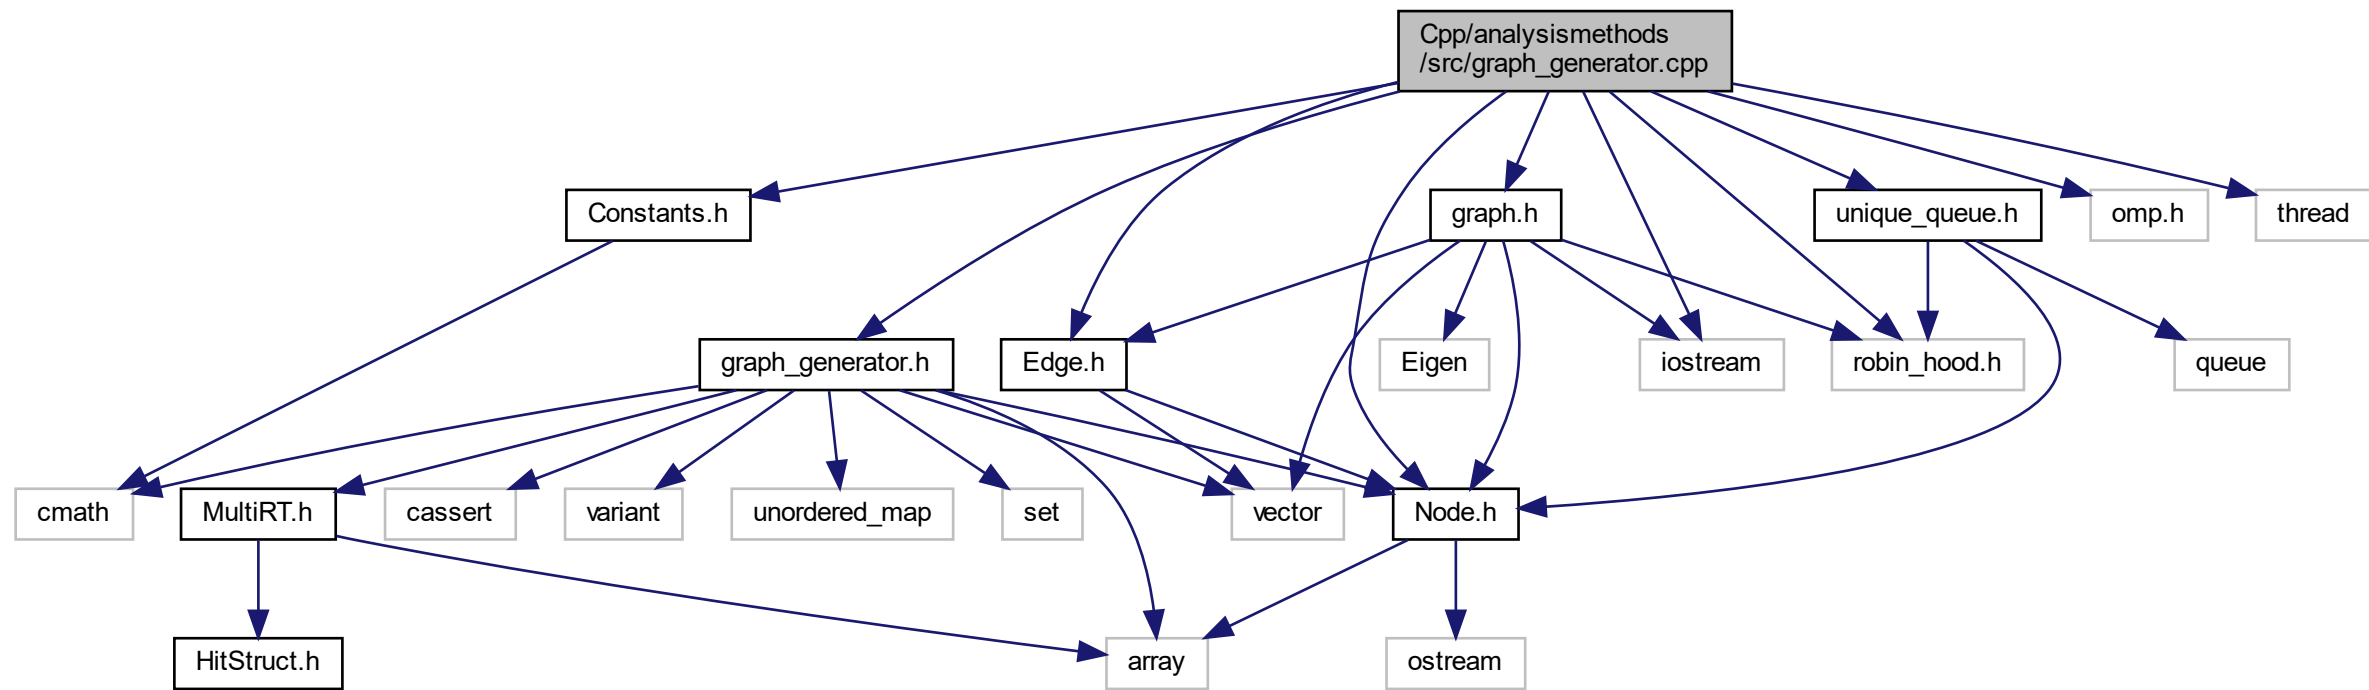 Cpp/analysismethods
/src/graph_generator.cpp
Constants.h
graph.h
unique_queue.h
omp.h
thread
graph_generator.h
Edge.h
Eigen
iostream
robin_hood.h
queue
cmath
MultiRT.h
cassert
variant
unordered_map
set
vector
Node.h
HitStruct.h
array
ostream